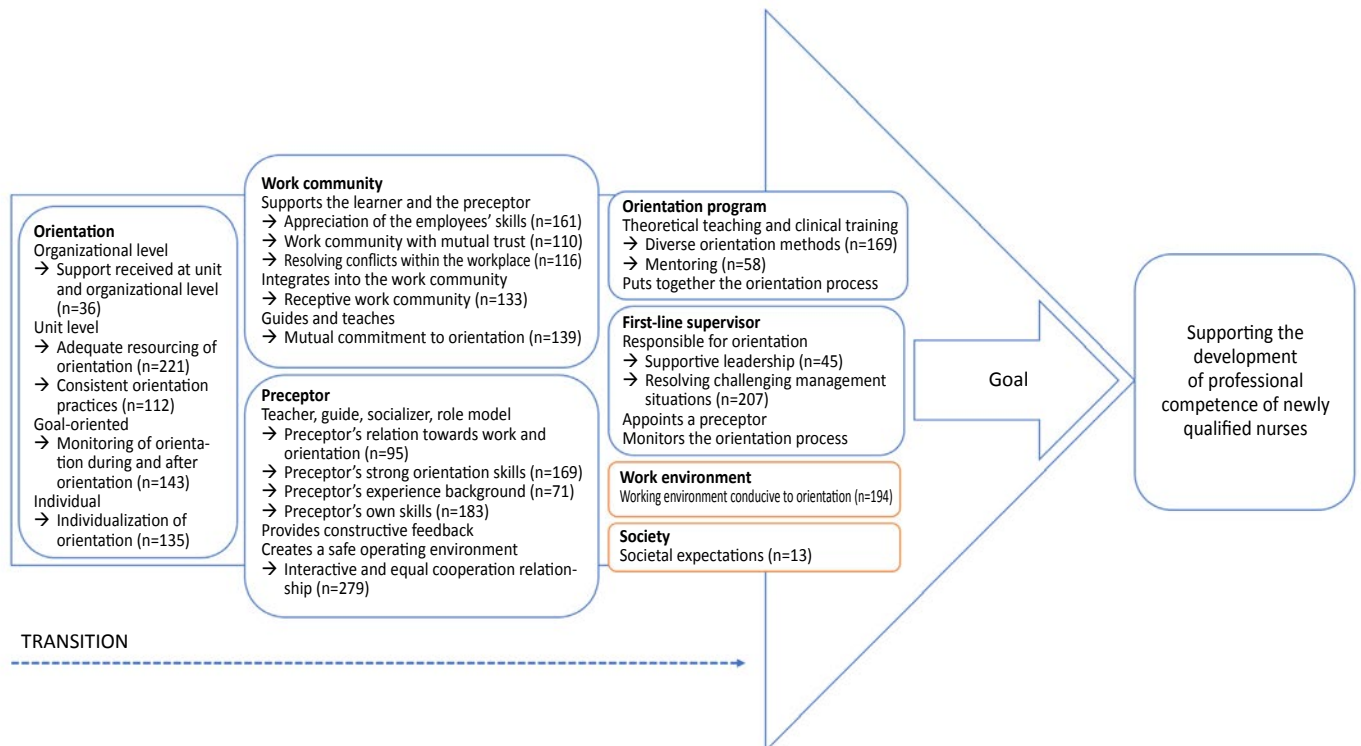 Orientation
Organizational level
→ Support received at unit
and organizational level
(n=36)
Unit level
→ Adequate resourcing of
orientation (n=221)
→ Consistent orientation
practices (n=112)
Goal-oriented
→ Monitoring of orienta-
tion during and after
orientation (n=143)
Individual
→ Individualization of
orientation (n=135)
Work community
Supports the learner and the preceptor
→ Appreciation of the employees’ skills (n=161)
→ Work community with mutual trust (n=110)
→ Resolving conflicts within the workplace (n=116)
Integrates into the work community
→ Receptive work community (n=133)
Guides and teaches
→ Mutual commitment to orientation (n=139)
Preceptor
Teacher, guide, socializer, role model
→ Preceptor’s relation towards work and
orientation (n=95)
→ Preceptor’s strong orientation skills (n=169)
→ Preceptor’s experience background (n=71)
→ Preceptor’s own skills (n=183)
Provides constructive feedback
Creates a safe operating environment
→ Interactive and equal cooperation relation-
ship (n=279)
Orientation program
Theoretical teaching and clinical training
→ Diverse orientation methods (n=169)
→ Mentoring (n=58)
Puts together the orientation process
First-line supervisor
Responsible for orientation
→ Supportive leadership (n=45)
→ Resolving challenging management
situations (n=207)
Appoints a preceptor
Monitors the orientation process
Work environment
Working environment conducive to orientation (n=194)
Society
Societal expectations (n=13)
Goal
Supporting the
development
of professional
competence of newly
qualified nurses
TRANSITION